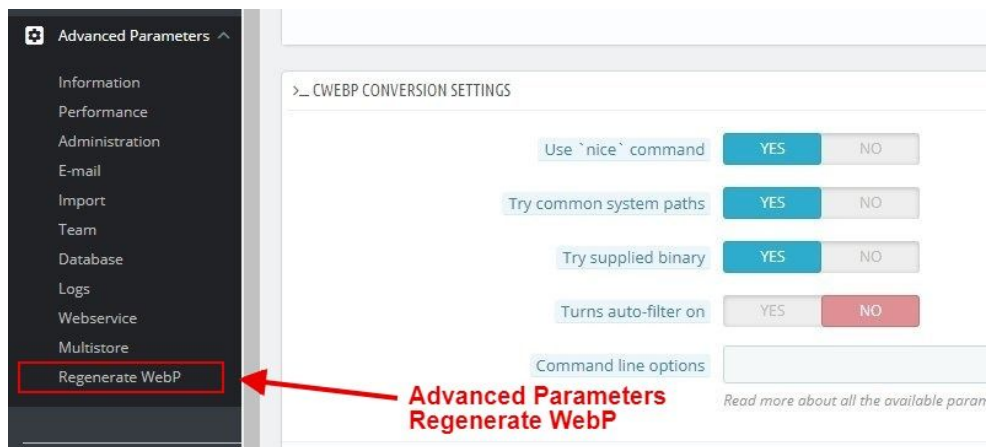 Advanced Parameters
Information
Performance
Administration
E-mail
Import
Team
Database
Logs
Webservice
Multistore
Regenerate WebP
>_ CWEBP CONVERSION SETTINGS
Use `nice` command YES NO
Try common system paths YES NO
Try supplied binary YES NO
Turns auto-filter on YES NO
Command line options
Read more about all the available param
Advanced Parameters
Regenerate WebP